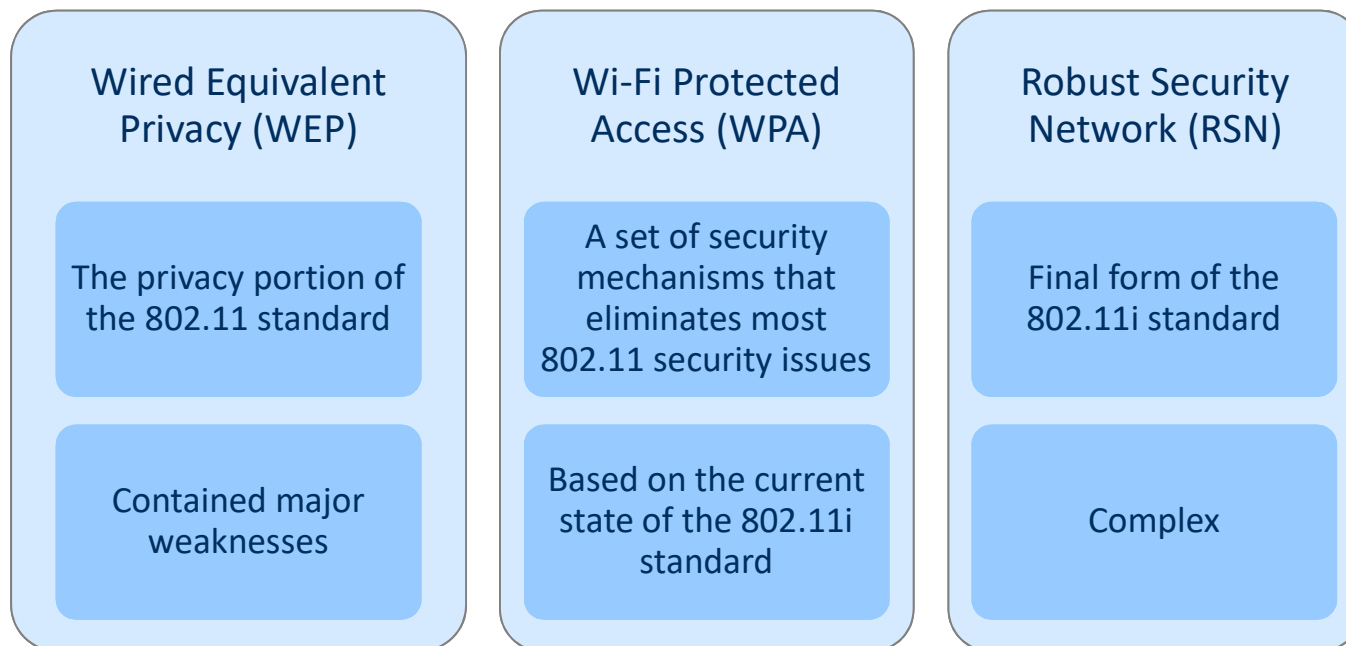 Wired Equivalent
Privacy (WEP)
The privacy portion of
the 802.11 standard
Contained major
weaknesses
Wi-Fi Protected
Access (WPA)
A set of security
mechanisms that
eliminates most
802.11 security issues
Based on the current
state of the 802.11i
standard
Robust Security
Network (RSN)
Final form of the
802.11i standard
Complex